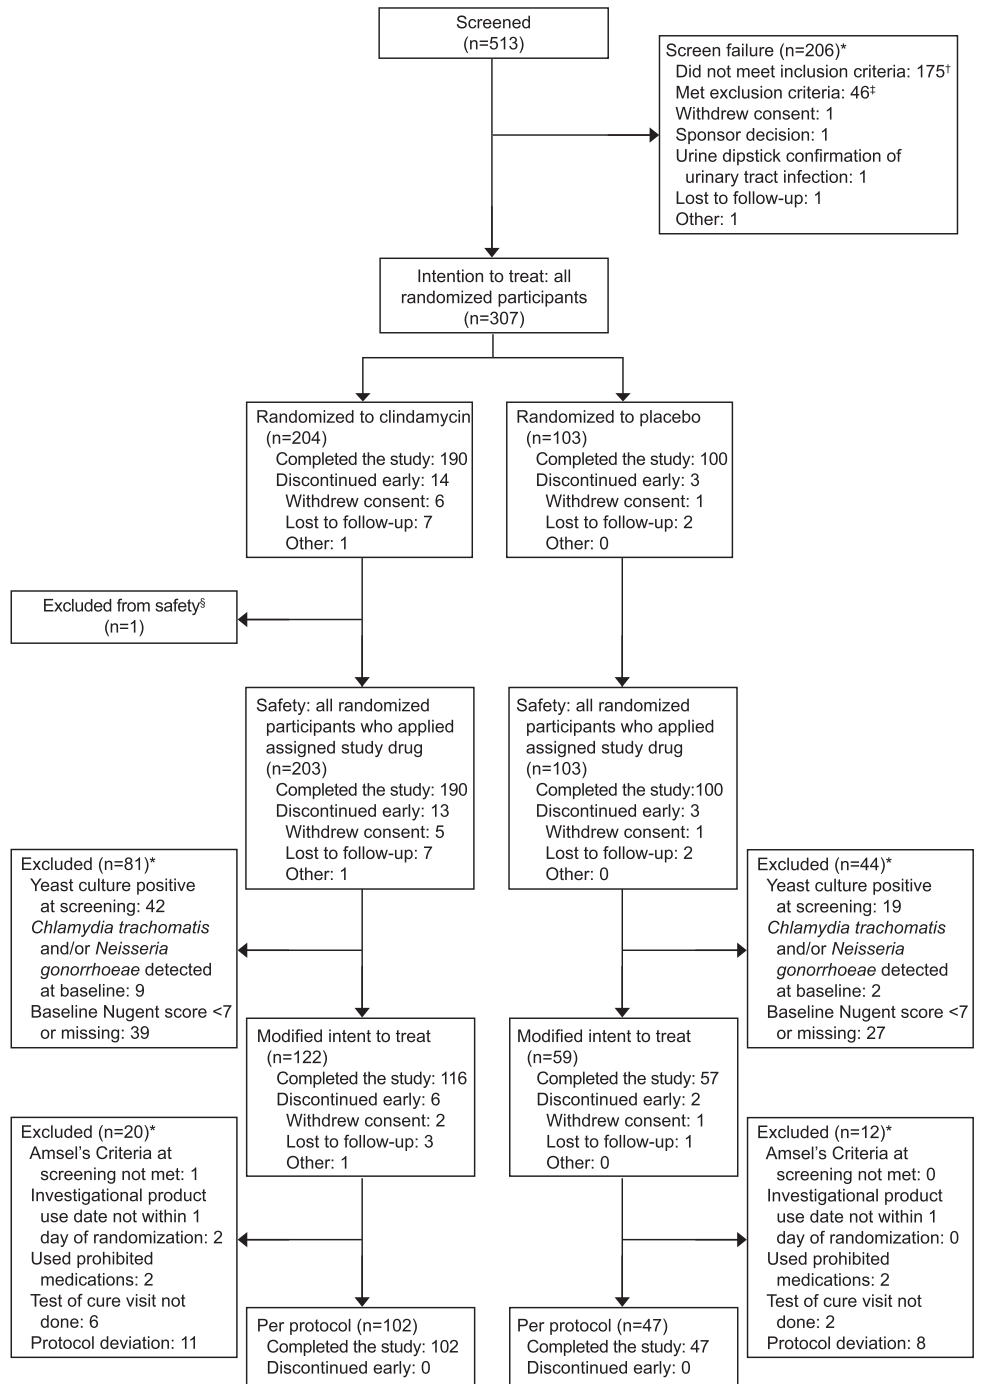 Screened
(n=513)
Screen failure (n=206)*
Did not meet inclusion criteria: 175†
Met exclusion criteria: 46‡
Withdrew consent: 1
Sponsor decision: 1
Urine dipstick confirmation of
urinary tract infection: 1
Lost to follow-up: 1
Other: 1
Intention to treat: all
randomized participants
(n=307)
Randomized to clindamycin
(n=204)
Completed the study: 190
Discontinued early: 14
Withdrew consent: 6
Lost to follow-up: 7
Other: 1
Randomized to placebo
(n=103)
Completed the study: 100
Discontinued early: 3
Withdrew consent: 1
Lost to follow-up: 2
Other: 0
Excluded from safety§
(n=1)
Safety: all randomized
participants who applied
assigned study drug
(n=203)
Completed the study: 190
Discontinued early: 13
Withdrew consent: 5
Lost to follow-up: 7
Other: 1
Safety: all randomized
participants who applied
assigned study drug
(n=103)
Completed the study:100
Discontinued early: 3
Withdrew consent: 1
Lost to follow-up: 2
Other: 0
Excluded (n=81)*
Yeast culture positive
at screening: 42
Chlamydia trachomatis
and/or Neisseria
gonorrhoeae detected
at baseline: 9
Baseline Nugent score <7
or missing: 39
Excluded (n=44)*
Yeast culture positive
at screening: 19
Chlamydia trachomatis
and/or Neisseria
gonorrhoeae detected
at baseline: 2
Baseline Nugent score <7
or missing: 27
Modified intent to treat
(n=122)
Completed the study: 116
Discontinued early: 6
Withdrew consent: 2
Lost to follow-up: 3
Other: 1
Modified intent to treat
(n=59)
Completed the study: 57
Discontinued early: 2
Withdrew consent: 1
Lost to follow-up: 1
Other: 0
Excluded (n=20)*
Amsel's Criteria at
screening not met: 1
Investigational product
use date not within 1
day of randomization: 2
Used prohibited
medications: 2
Test of cure visit not
done: 6
Protocol deviation: 11
Excluded (n=12)*
Amsel's Criteria at
screening not met: 0
Investigational product
use date not within 1
day of randomization: 0
Used prohibited
medications: 2
Test of cure visit not
done: 2
Protocol deviation: 8
Per protocol (n=102)
Completed the study: 102
Discontinued early: 0
Per protocol (n=47)
Completed the study: 47
Discontinued early: 0